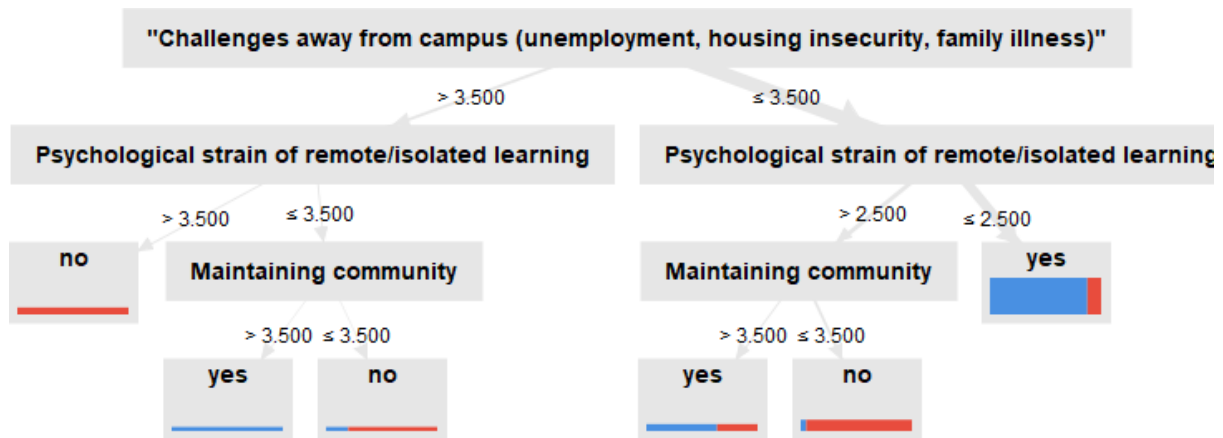 "Challenges away from campus (unemployment, housing insecurity, family illness)"
> 3.500
≤ 3.500
Psychological strain of remote/isolated learning
Psychological strain of remote/isolated learning
> 3.500
≤ 3.500
> 2.500
≤ 2.500
no
Maintaining community
Maintaining community
yes
> 3.500
≤ 3.500
> 3.500
≤ 3.500
yes
no
yes
no